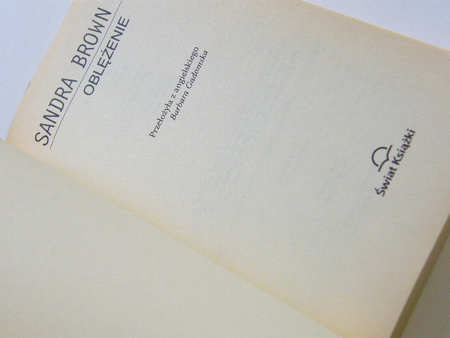 SANDRA BROWN
OBLĘŻENIE
Przełożyła z angielskiego
Barbara Gadomska
Świat Książki